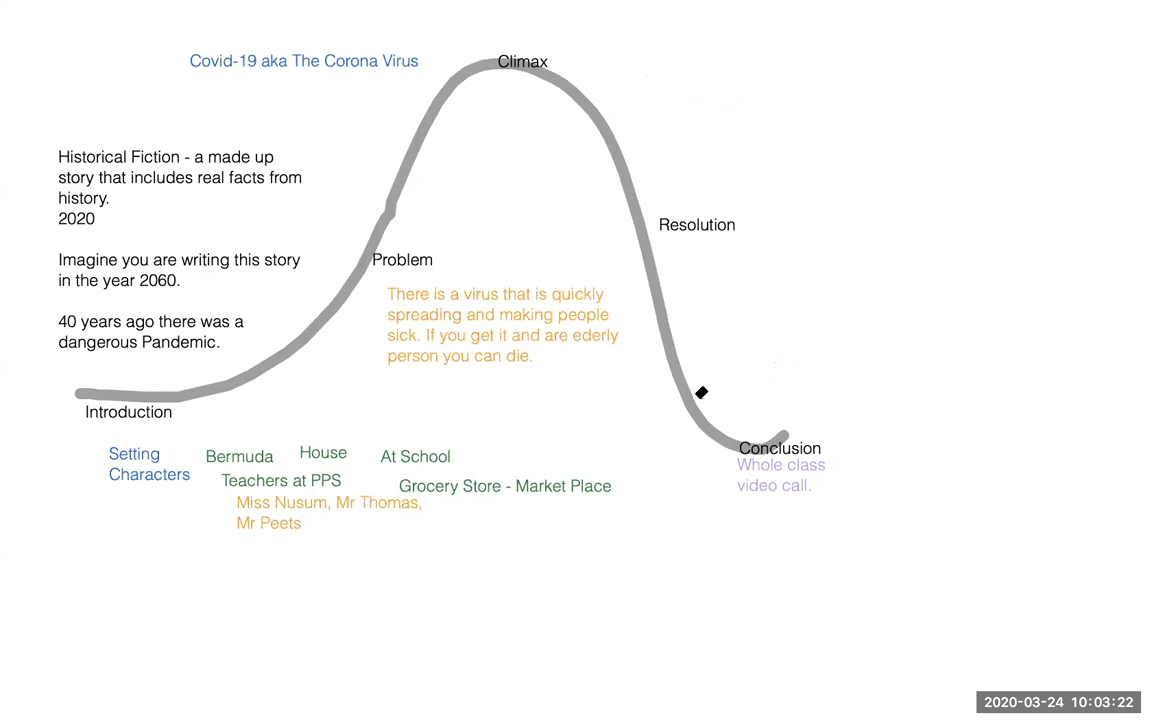 Covid-19 aka The Corona Virus
Climax
Historical Fiction - a made up
story that includes real facts from
history.
2020
Imagine you are writing this story
in the year 2060.
40 years ago there was a
dangerous Pandemic.
Resolution
Problem
There is a virus that is quickly
spreading and making people
sick. If you get it and are ederly
person you can die.
Introduction
Setting
Characters
Bermuda
House
At School
Teachers at PPS
Grocery Store - Market Place
Miss Nusum, Mr Thomas,
Mr Peets
Conclusion
Whole class
video call.
2020-03-24 10:03:22